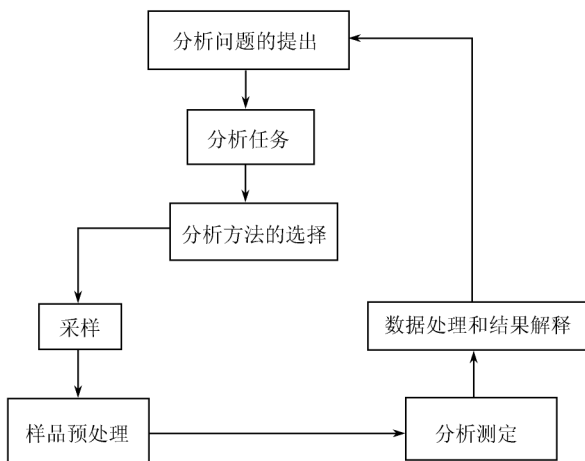 分析问题的提出
分析任务
分析方法的选择
采样
数据处理和结果解释
样品预处理
分析测定